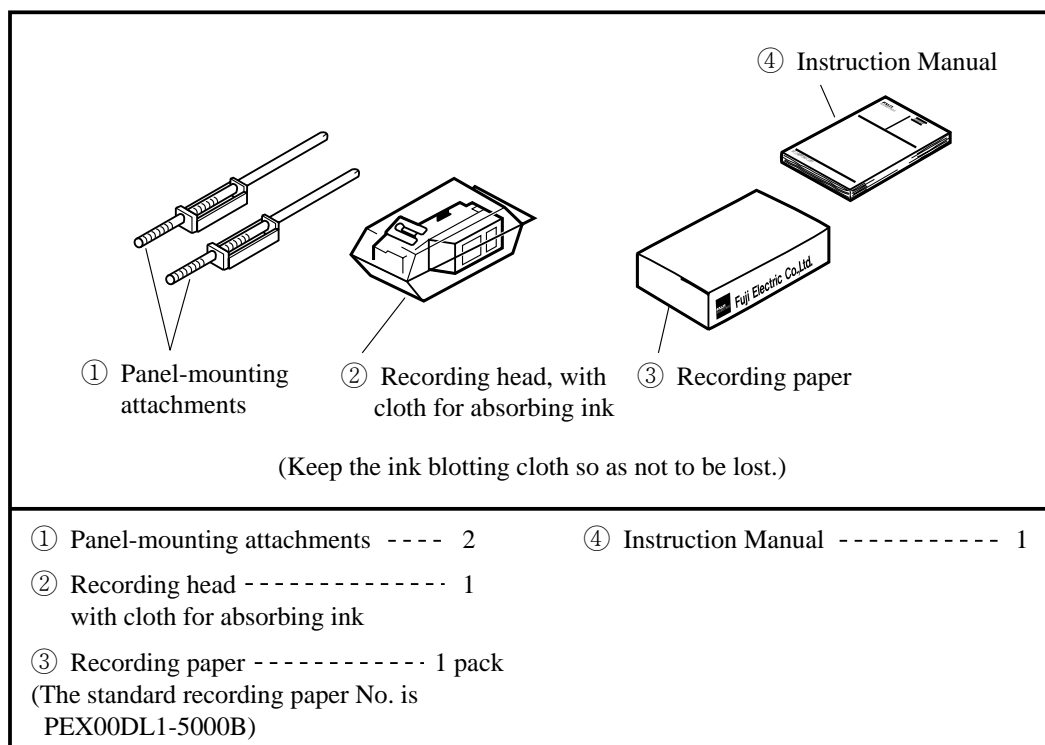 ④ Instruction Manual
Fuji Electric Co.,Ltd.
① Panel-mounting
attachments
② Recording head, with
cloth for absorbing ink
③ Recording paper
(Keep the ink blotting cloth so as not to be lost.)
① Panel-mounting attachments ---- 2
② Recording head -------------- 1
with cloth for absorbing ink
③ Recording paper ------------ 1 pack
(The standard recording paper No. is
PEX00DL1-5000B)
④ Instruction Manual ----------- 1